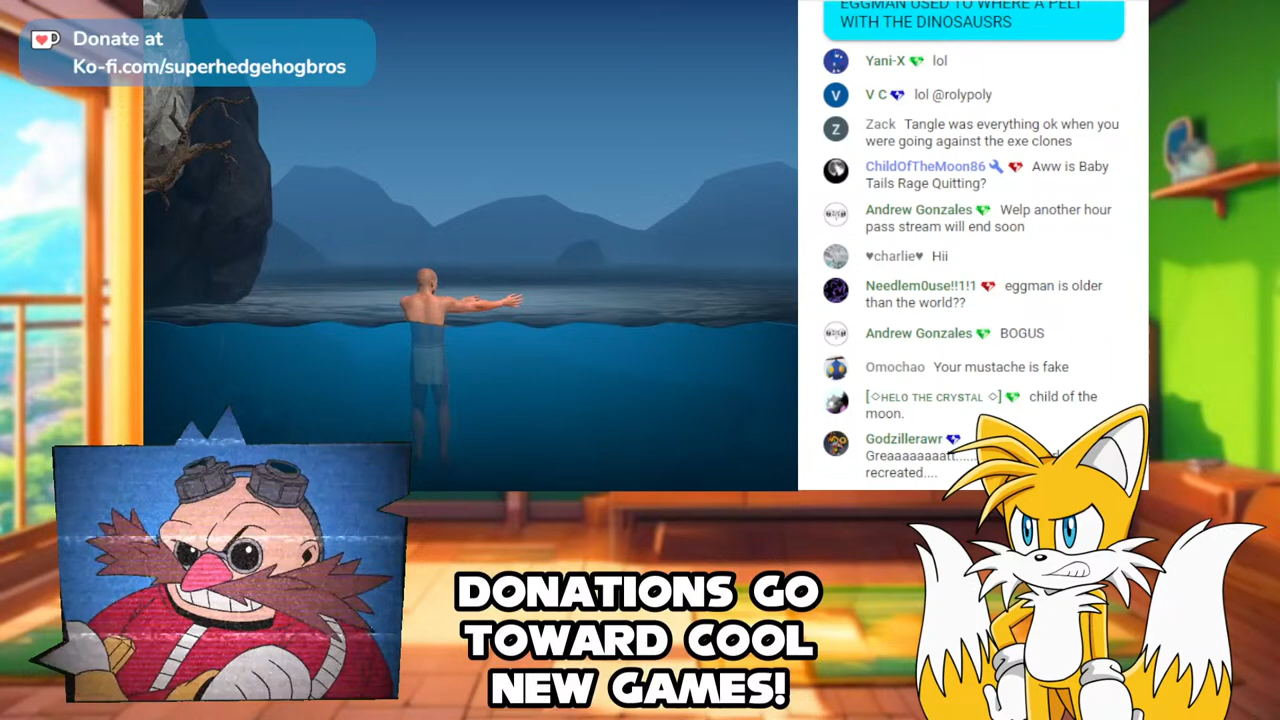 Donate at
Ko-fi.com/superhedgehogbros
EGGMAN USED TO WHERE A PELT
WITH THE DINOSAUSRS
Yani-X lol
V
V C lol @rolypoly
Z
Zack Tangle was everything ok when you
were going against the exe clones
ChildOfTheMoon86 Aww is Baby
Tails Rage Quitting?
Andrew Gonzales Welp another hour
pass stream will end soon
♥charlie♥ Hii
Needlem0use!!1!1 eggman is older
than the world??
Andrew Gonzales BOGUS
Omochao Your mustache is fake
[◇HELO THE CRYSTAL ◇] child of the
moon.
Godzillerawr
Greaaaaaaatt......
recreated....
DONATIONS GO
TOWARD COOL
NEW GAMES!